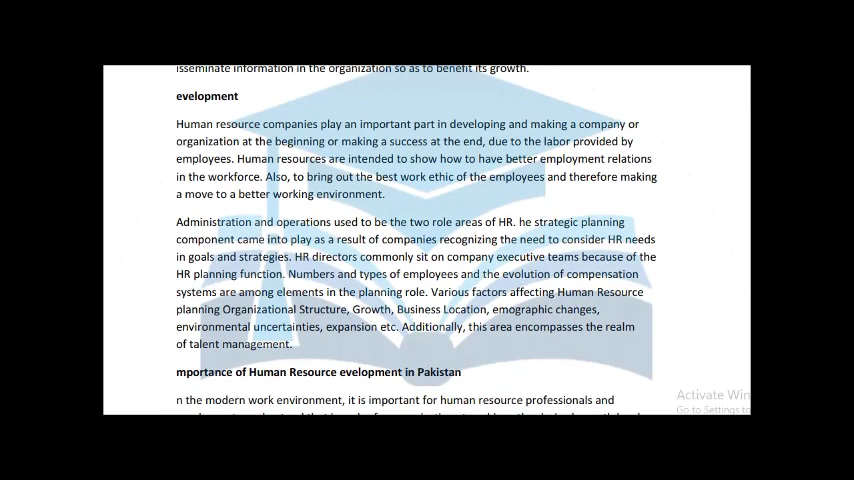 isseminate information in the organization so as to benefit its growth.
evelopment
Human resource companies play an important part in developing and making a company or
organization at the beginning or making a success at the end, due to the labor provided by
employees. Human resources are intended to show how to have better employment relations
in the workforce. Also, to bring out the best work ethic of the employees and therefore making
a move to a better working environment.
Administration and operations used to be the two role areas of HR. he strategic planning
component came into play as a result of companies recognizing the need to consider HR needs
in goals and strategies. HR directors commonly sit on company executive teams because of the
HR planning function. Numbers and types of employees and the evolution of compensation
systems are among elements in the planning role. Various factors affecting Human Resource
planning Organizational Structure, Growth, Business Location, emographic changes,
environmental uncertainties, expansion etc. Additionally, this area encompasses the realm
of talent management.
mportance of Human Resource evelopment in Pakistan
n the modern work environment, it is important for human resource professionals and
Activate Win
Go to Settings to